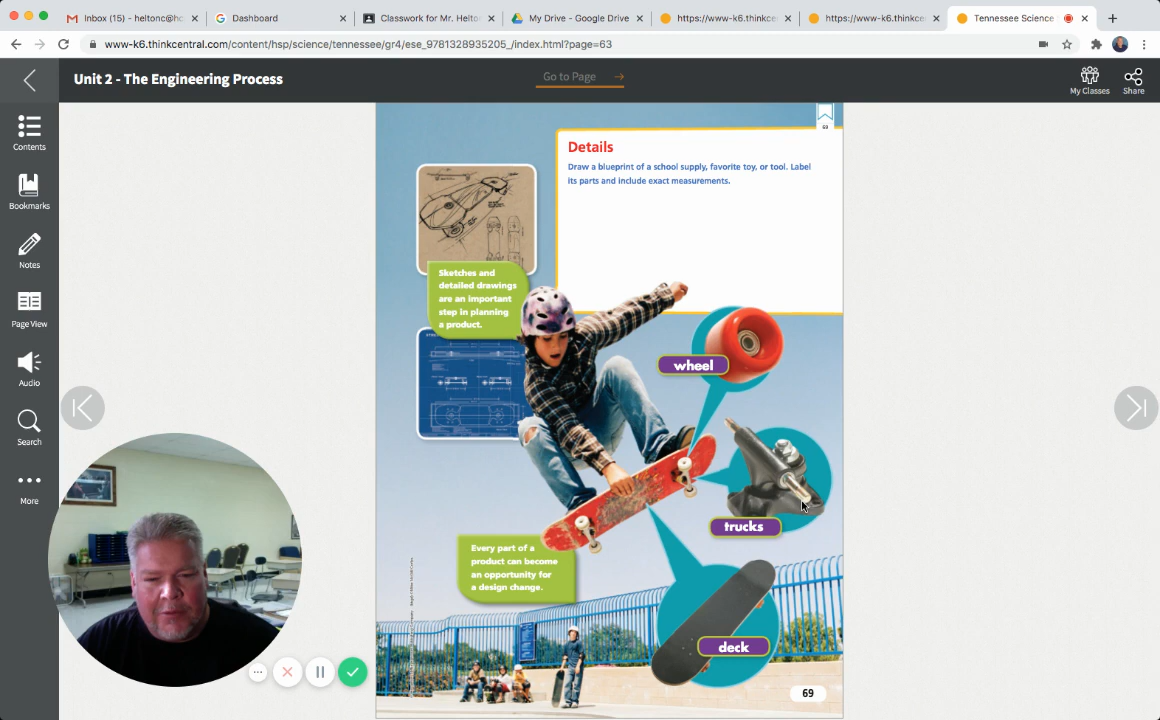 Inbox (15) - heltonc@hc
Dashboard
Classwork for Mr. Helton
My Drive - Google Drive
https://www-k6.thinkce
https://www-k6.thinkcen
Tennessee Science
www-k6.thinkcentral.com/content/hsp/science/tennessee/gr4/ese_9781328935205_/index.html?page=63
Unit 2 - The Engineering Process
Go to Page
My Classes
Share
Contents
Bookmarks
Notes
Page View
Audio
Search
More
Details
Draw a blueprint of a school supply, favorite toy, or tool. Label
its parts and include exact measurements.
Sketches and
detailed drawings
are an important
step in planning
a product.
wheel
trucks
Every part of a
product can become
an opportunity for
a design change.
deck
69